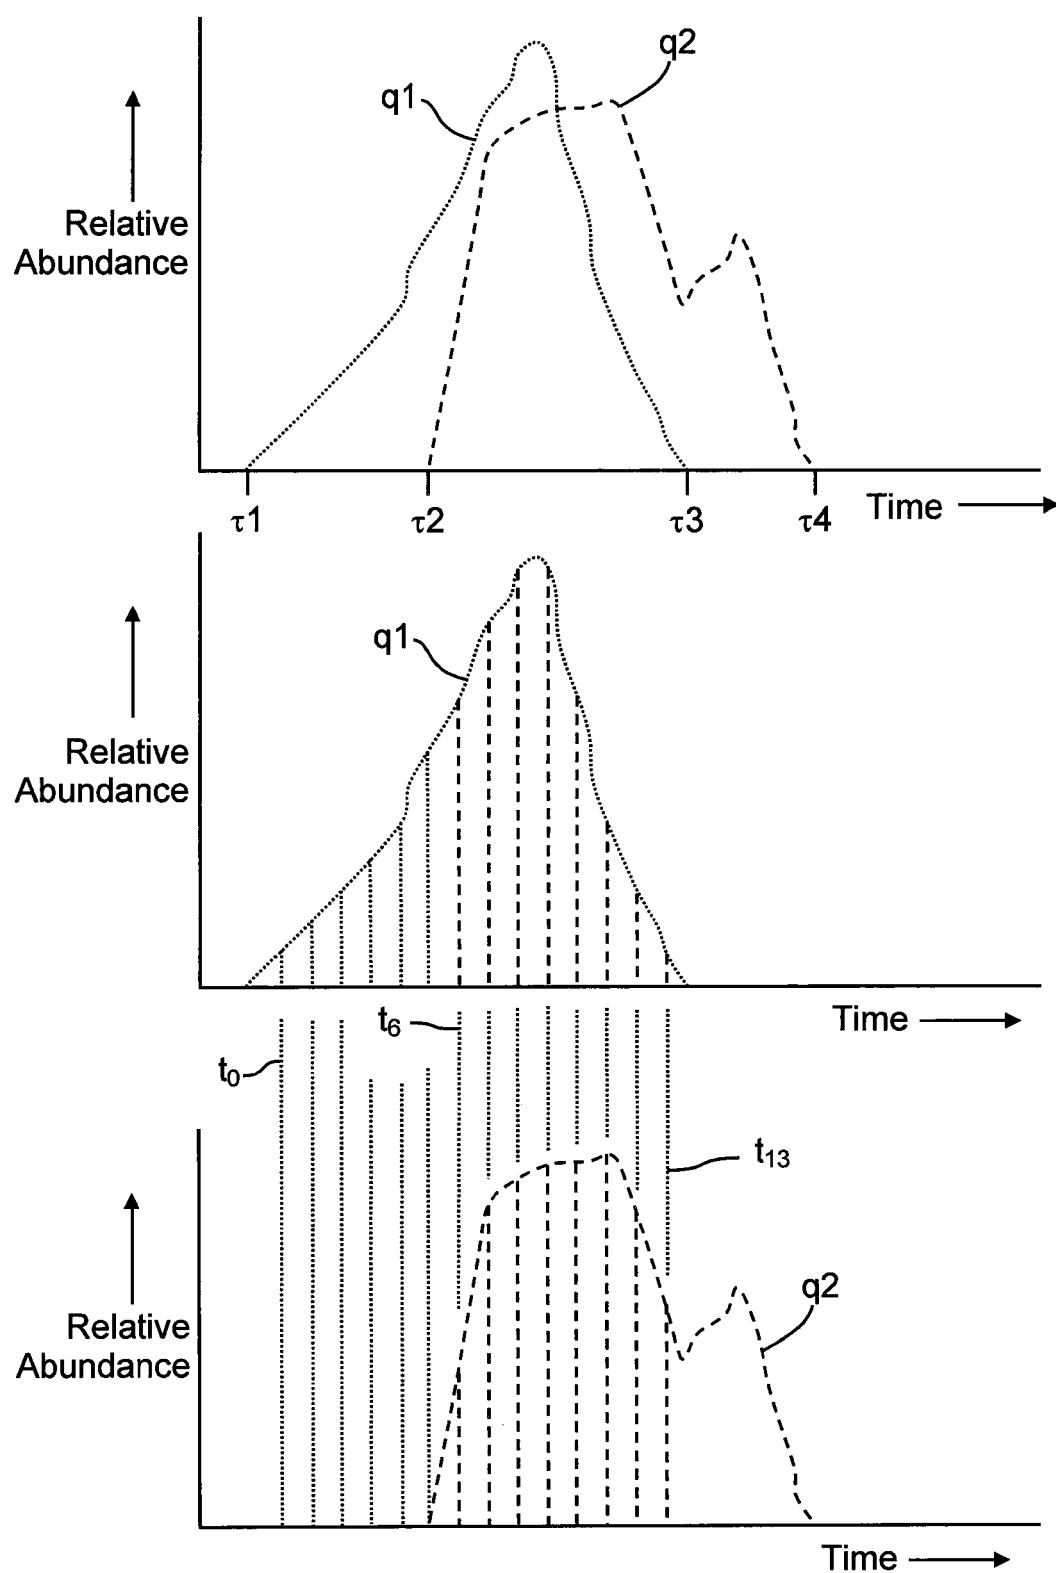 q2
q1
Relative
Abundance
τ1
τ2
τ3
τ4
Time
q1
Relative
Abundance
Time
t6
t0
t13
q2
Relative
Abundance
Time